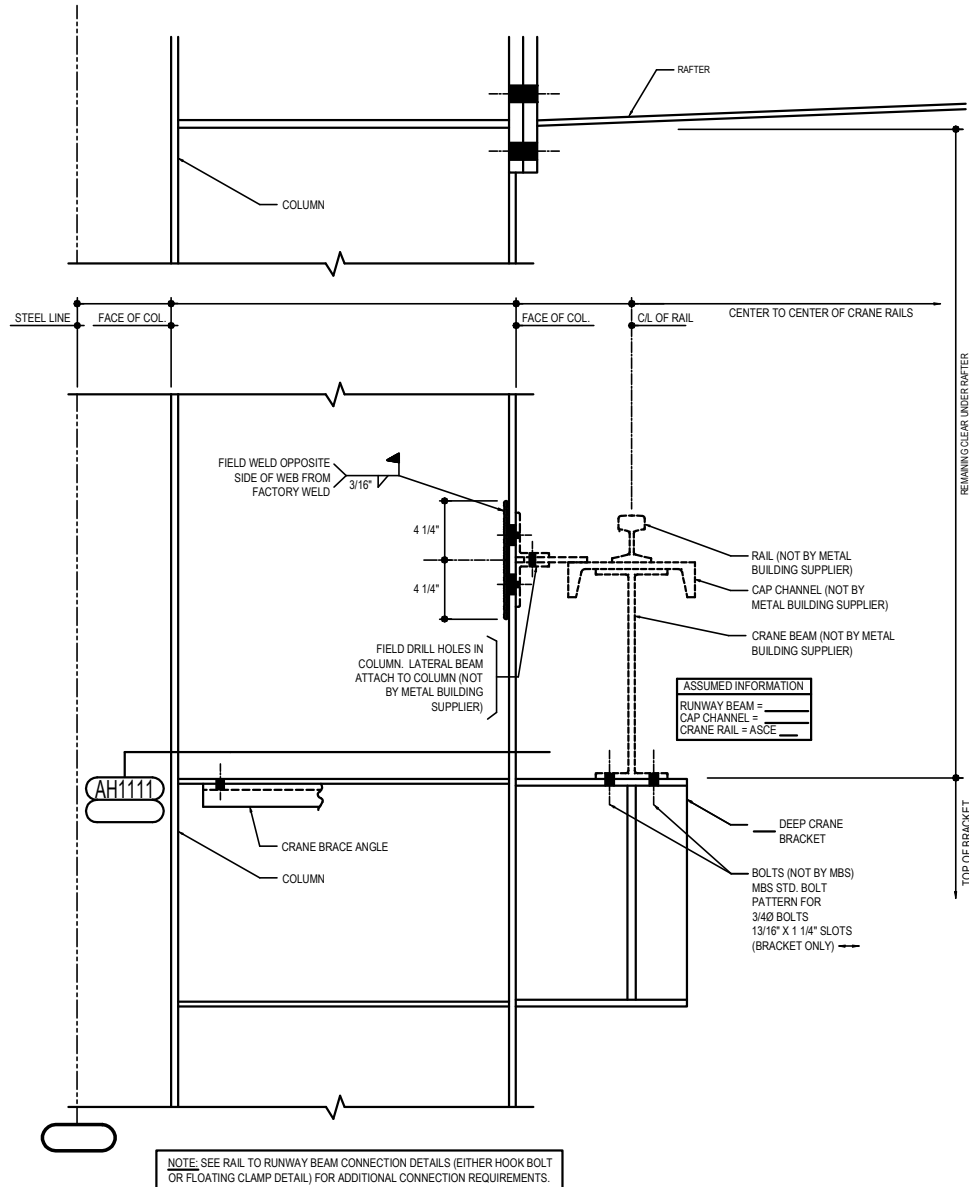 RAFTER
COLUMN
STEEL LINE
FACE OF COL.
FACE OF COL.
C/L OF RAIL
CENTER TO CENTER OF CRANE RAILS
REMAINING CLEAR UNDER RAFTER
FIELD WELD OPPOSITE
SIDE OF WEB FROM
FACTORY WELD
3/16"
4 1/4"
4 1/4"
RAIL (NOT BY METAL
BUILDING SUPPLIER)
CAP CHANNEL (NOT BY
METAL BUILDING SUPPLIER)
CRANE BEAM (NOT BY METAL
BUILDING SUPPLIER)
FIELD DRILL HOLES IN
COLUMN. LATERAL BEAM
ATTACH TO COLUMN (NOT
BY METAL BUILDING
SUPPLIER)
ASSUMED INFORMATION
RUNWAY BEAM =
CAP CHANNEL =
CRANE RAIL = ASCE
AH1111
CRANE BRACE ANGLE
COLUMN
DEEP CRANE
BRACKET
TOP OF BRACKET
BOLTS (NOT BY MBS)
MBS STD. BOLT
PATTERN FOR
3/4Ø BOLTS
13/16" X 1 1/4" SLOTS
(BRACKET ONLY)
NOTE: SEE RAIL TO RUNWAY BEAM CONNECTION DETAILS (EITHER HOOK BOLT
OR FLOATING CLAMP DETAIL) FOR ADDITIONAL CONNECTION REQUIREMENTS.